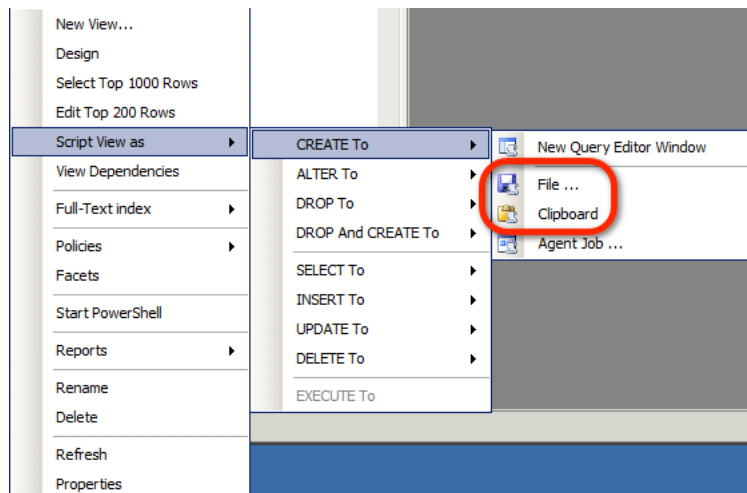 New View...
Design
Select Top 1000 Rows
Edit Top 200 Rows
Script View as
View Dependencies
Full-Text index
Policies
Facets
Start PowerShell
Reports
Rename
Delete
Refresh
Properties
CREATE To
ALTER To
DROP To
DROP And CREATE To
SELECT To
INSERT To
UPDATE To
DELETE To
EXECUTE To
New Query Editor Window
File ...
Clipboard
Agent Job ...